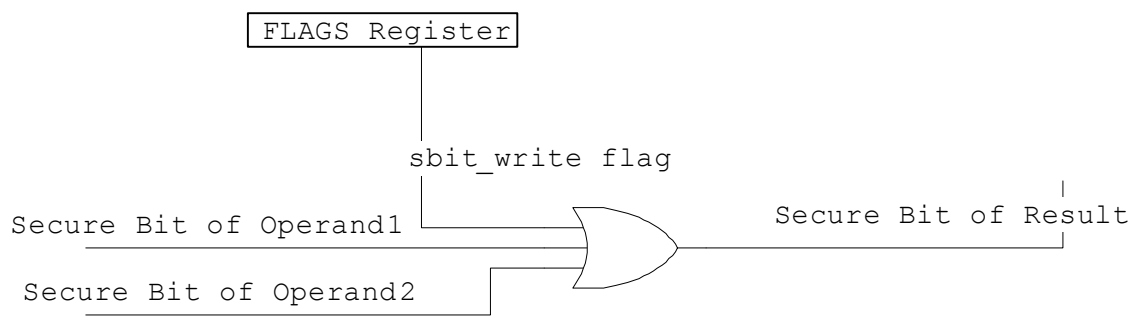 FLAGS Register
sbit_write flag
Secure Bit of Operand1
Secure Bit of Result
Secure Bit of Operand2